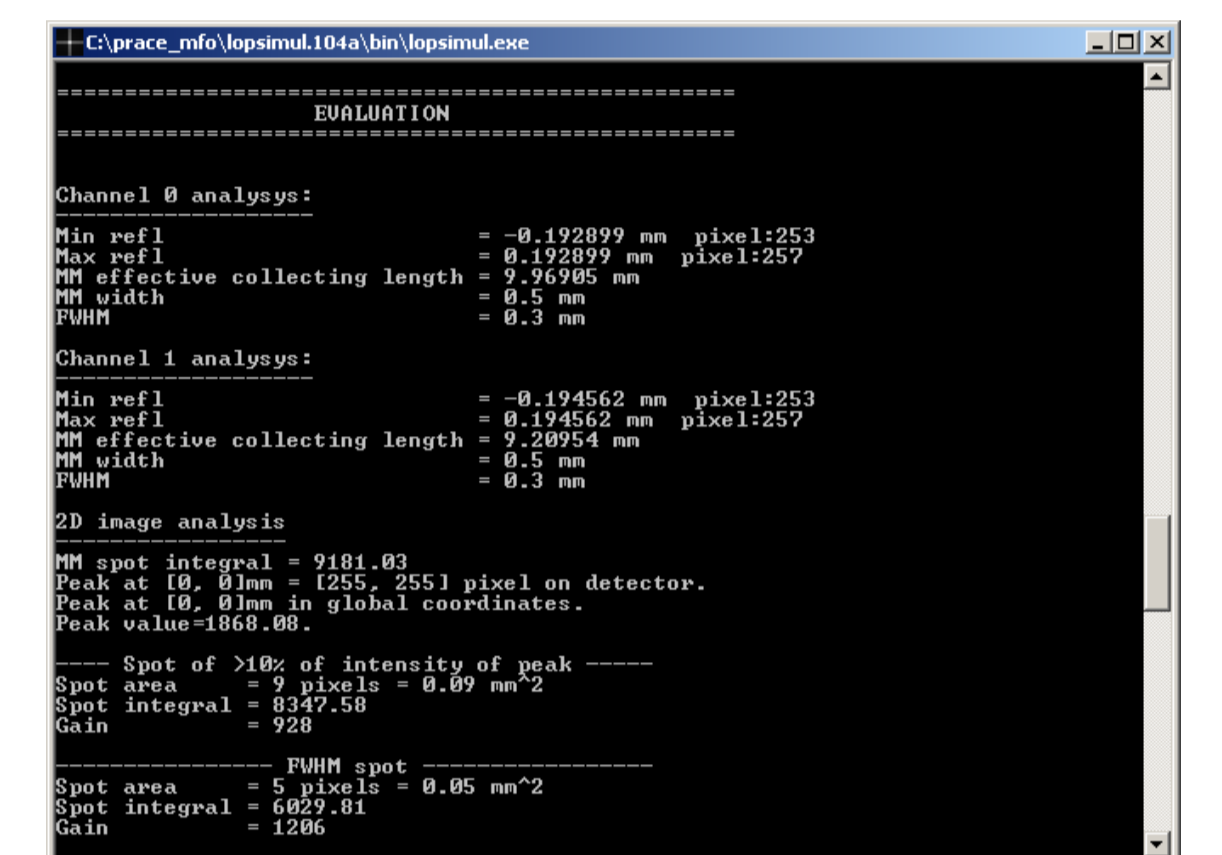 C:\prace_mfo\lopsimul.104a\bin\lopsimul.exe
==================================================
EVALUATION
==================================================
Channel 0 analysys:
-------------------
Min refl = -0.192899 mm pixel:253
Max refl = 0.192899 mm pixel:257
MM effective collecting length = 9.96905 mm
MM width = 0.5 mm
FWHM = 0.3 mm
Channel 1 analysys:
-------------------
Min refl = -0.194562 mm pixel:253
Max refl = 0.194562 mm pixel:257
MM effective collecting length = 9.20954 mm
MM width = 0.5 mm
FWHM = 0.3 mm
2D image analysis
-----------------
MM spot integral = 9181.03
Peak at [0, 0]mm = [255, 255] pixel on detector.
Peak at [0, 0]mm in global coordinates.
Peak value=1868.08.
---- Spot of >10% of intensity of peak -----
Spot area = 9 pixels = 0.09 mm^2
Spot integral = 8347.58
Gain = 928
---------------- FWHM spot -----------------
Spot area = 5 pixels = 0.05 mm^2
Spot integral = 6029.81
Gain = 1206